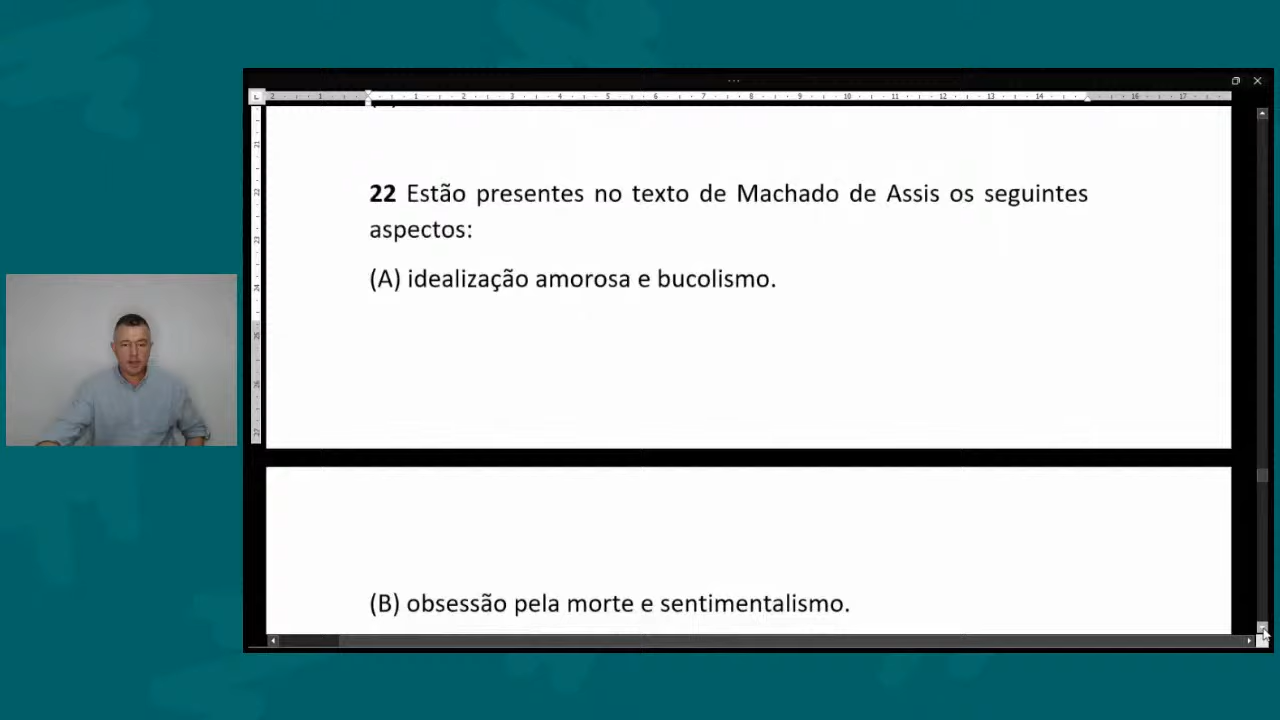 22 Estão presentes no texto de Machado de Assis os seguintes
aspectos:
(A) idealização amorosa e bucolismo.
(B) obsessão pela morte e sentimentalismo.